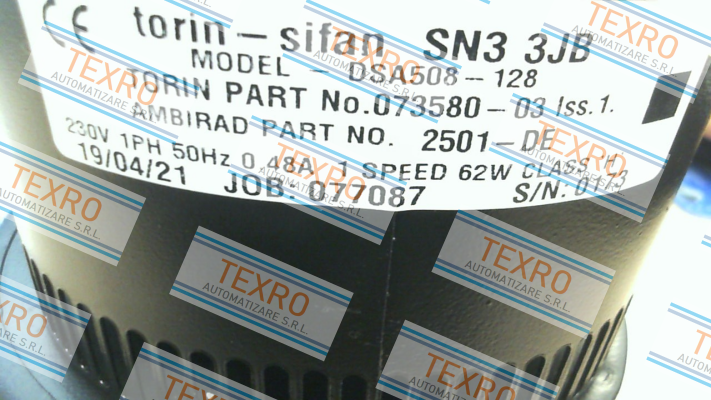 CE torin-sifan SN3 3JB
MODEL - DSA508-128
TORIN PART No.073580-03 Iss.1.
AMBIRAD PART NO. 2501-DE
230V 1PH 50Hz 0.48A 1 SPEED 62W CLASS H
19/04/21 JOB: 077087 S/N: 0173
TEXRO
AUTOMATIZARE S.R.L.